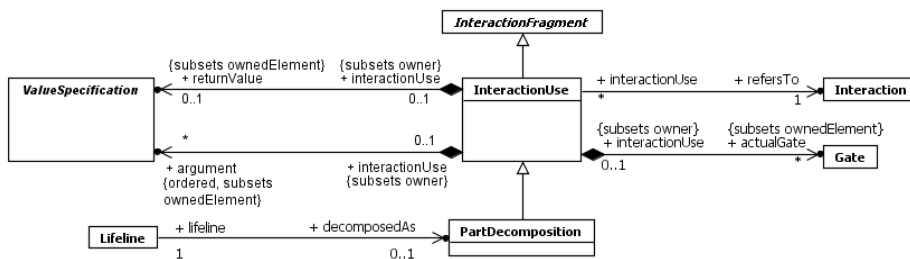 InteractionFragment
{subsets ownedElement} {subsets owner}
+ returnValue + interactionUse
0..1 0..1
ValueSpecification
InteractionUse
+ interactionUse + refersTo
* 1
Interaction
* 0..1
+ argument + interactionUse
{ordered, subsets {subsets owner}
ownedElement}
{subsets owner} {subsets ownedElement}
+ interactionUse + actualGate
0..1 *
Gate
+ lifeline + decomposedAs
Lifeline
1 0..1
PartDecomposition